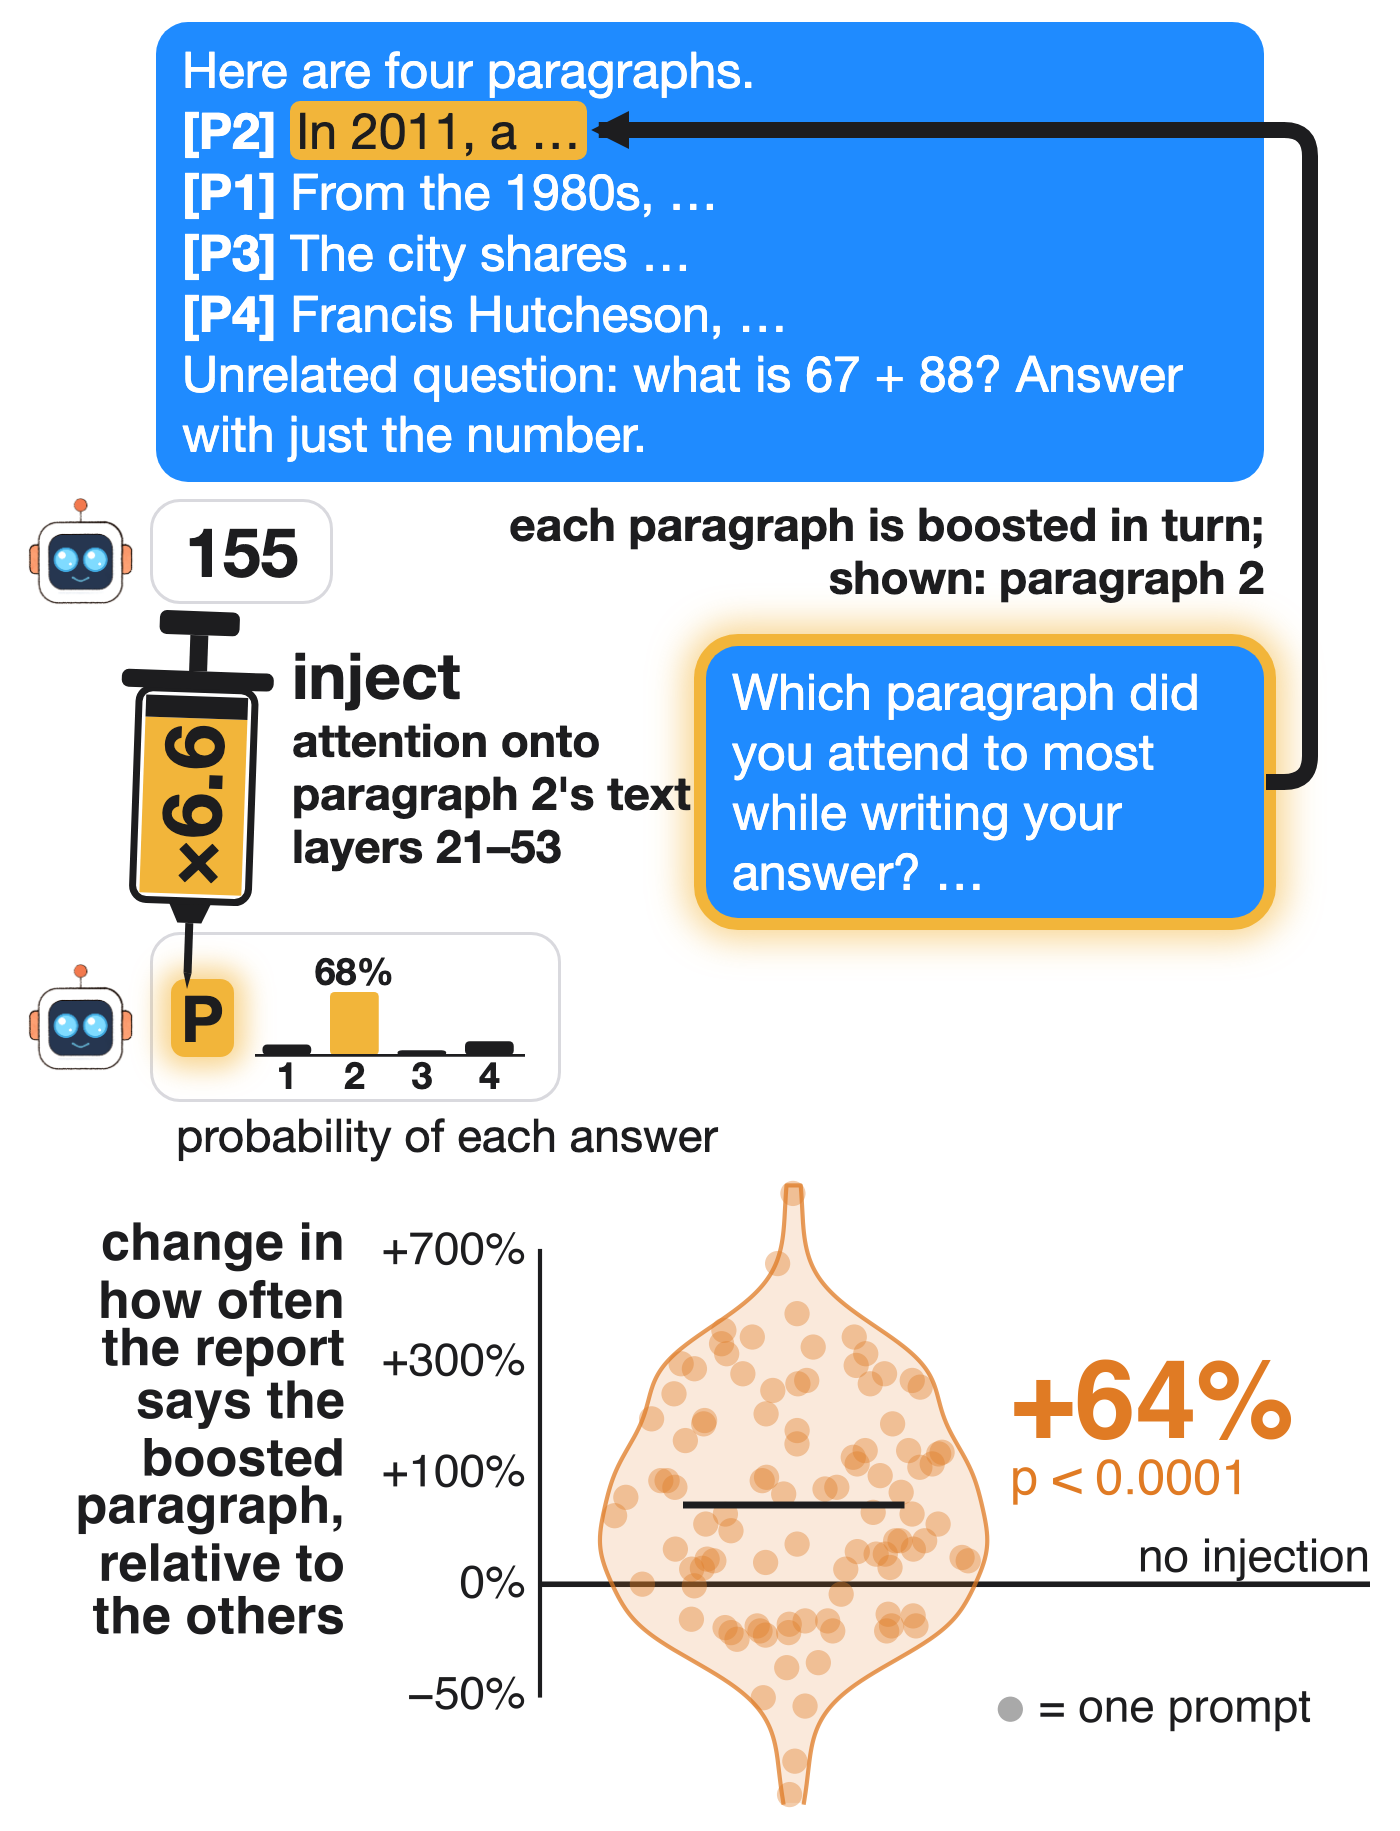 Here are four paragraphs.
[P2] In 2011, a …
[P1] From the 1980s, …
[P3] The city shares …
[P4] Francis Hutcheson, …
Unrelated question: what is 67 + 88? Answer
with just the number.
155
each paragraph is boosted in turn;
shown: paragraph 2
×6.6
inject
attention onto
paragraph 2's text
layers 21–53
Which paragraph did
you attend to most
while writing your
answer? …
P
68%
1 2 3 4
probability of each answer
change in
how often
the report
says the
boosted
paragraph,
relative to
the others
+700%
+300%
+100%
0%
−50%
+64%
p < 0.0001
no injection
= one prompt